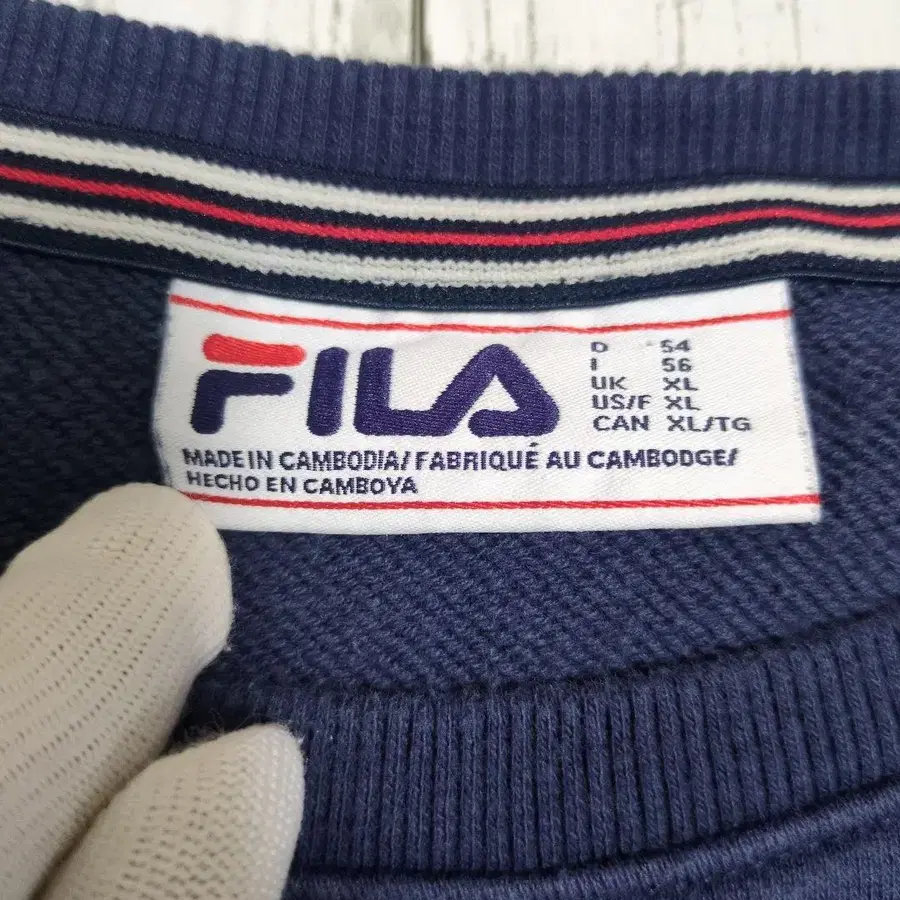 FILA
D 54
I 56
UK XL
US/F XL
CAN XL/TG
MADE IN CAMBODIA/ FABRIQUÉ AU CAMBODGE/
HECHO EN CAMBOYA